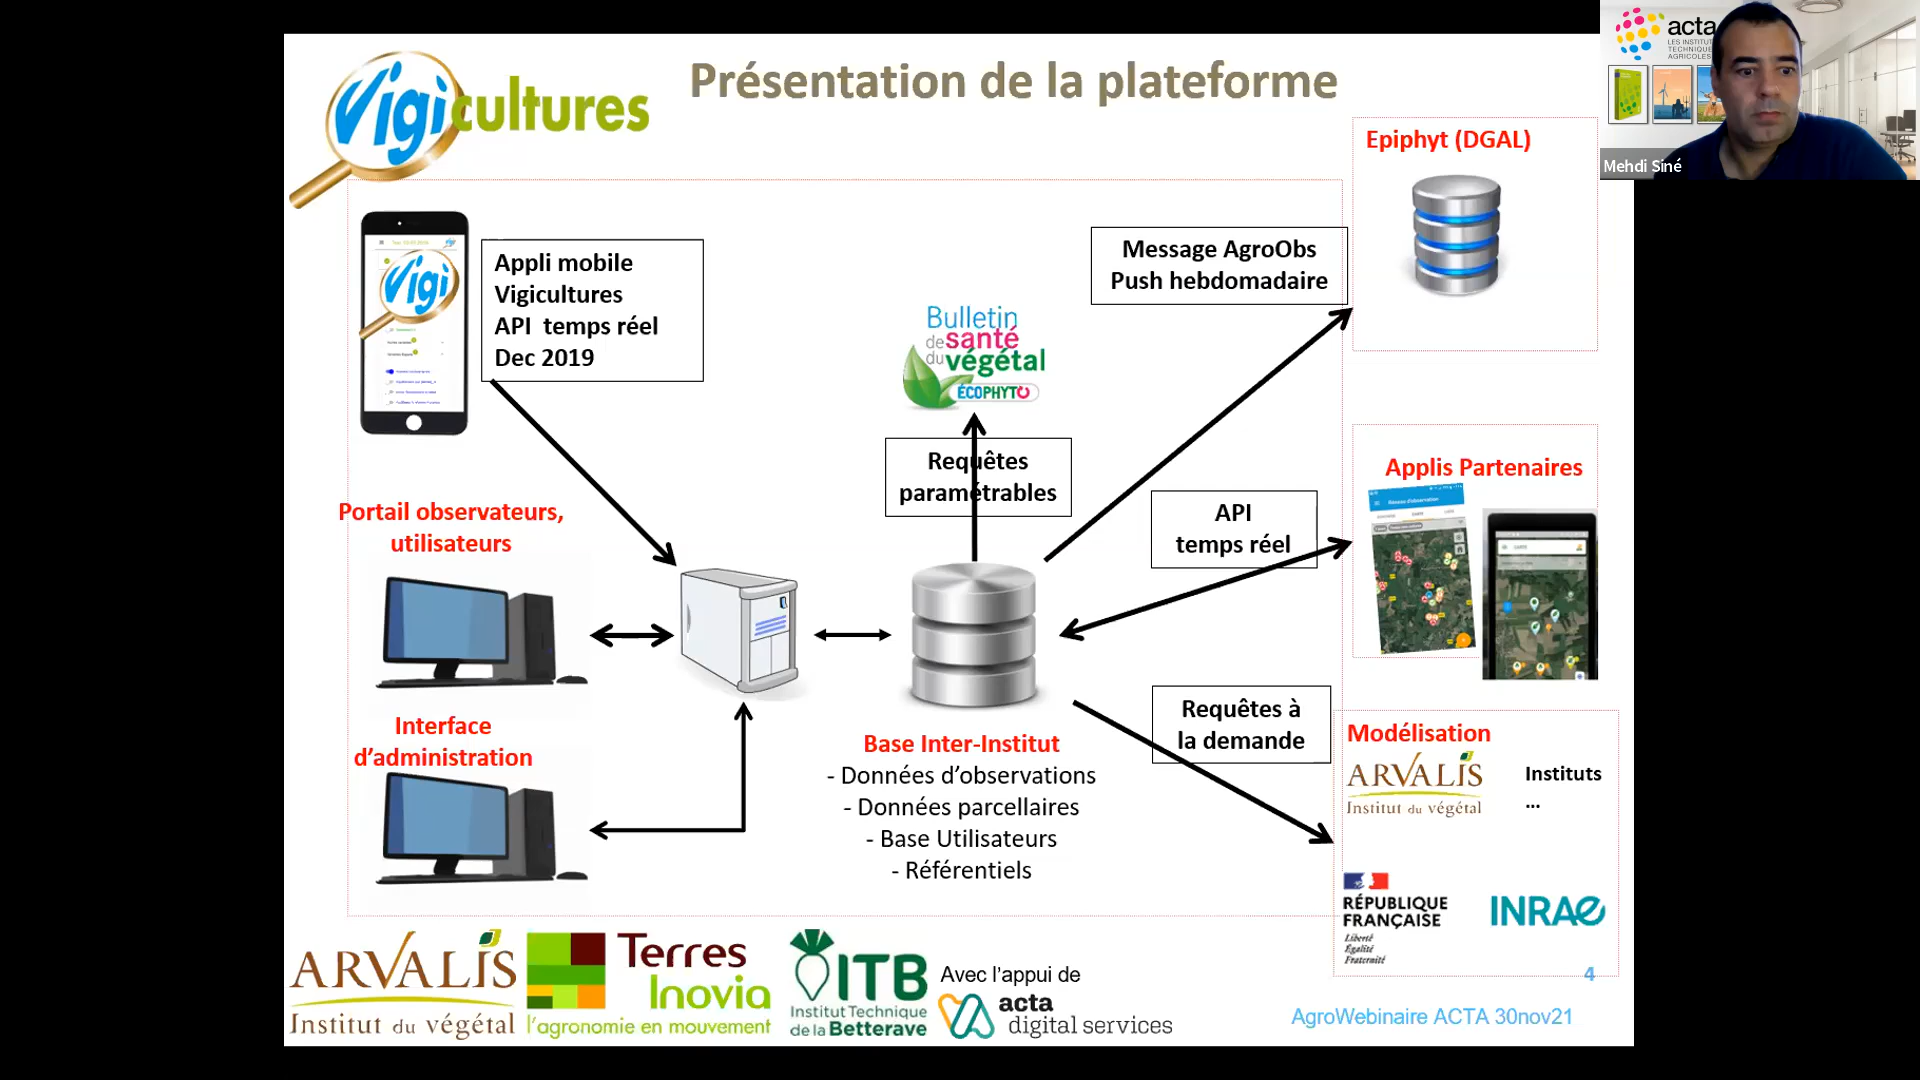 Vigicultures
Présentation de la plateforme
acta
LES INSTITUTS
TECHNIQUES
AGRICOLES
Mehdi Siné
Epiphyt (DGAL)
Vigi
Appli mobile
Vigicultures
API temps réel
Dec 2019
Message AgroObs
Push hebdomadaire
Bulletin
de santé
du végétal
ÉCOPHYTO
Requêtes
paramétrables
Applis Partenaires
API
temps réel
Portail observateurs,
utilisateurs
Interface
d’administration
Base Inter-Institut
- Données d’observations
- Données parcellaires
- Base Utilisateurs
- Référentiels
Requêtes à
la demande
Modélisation
ARVALIS
Institut du végétal
Instituts
...
RÉPUBLIQUE
FRANÇAISE
Liberté
Égalité
Fraternité
INRAE
4
ARVALIS
Institut du végétal
Terres
Inovia
l’agronomie en mouvement
ITB
Institut Technique
de la Betterave
Avec l’appui de
acta
digital services
AgroWebinaire ACTA 30nov21